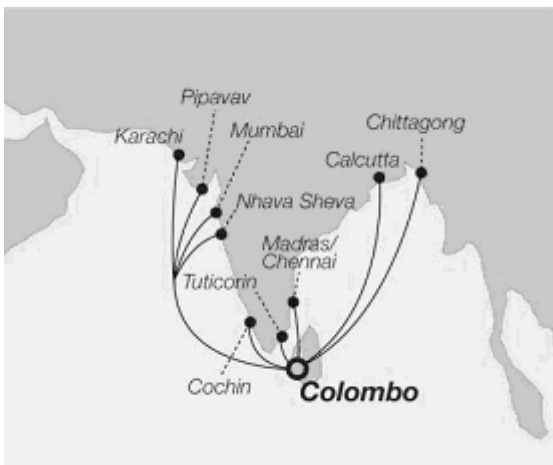 Pipavav
Karachi
Mumbai
Chittagong
Calcutta
Nhava Sheva
Madras/
Chennai
Tuticorin
Cochin
Colombo